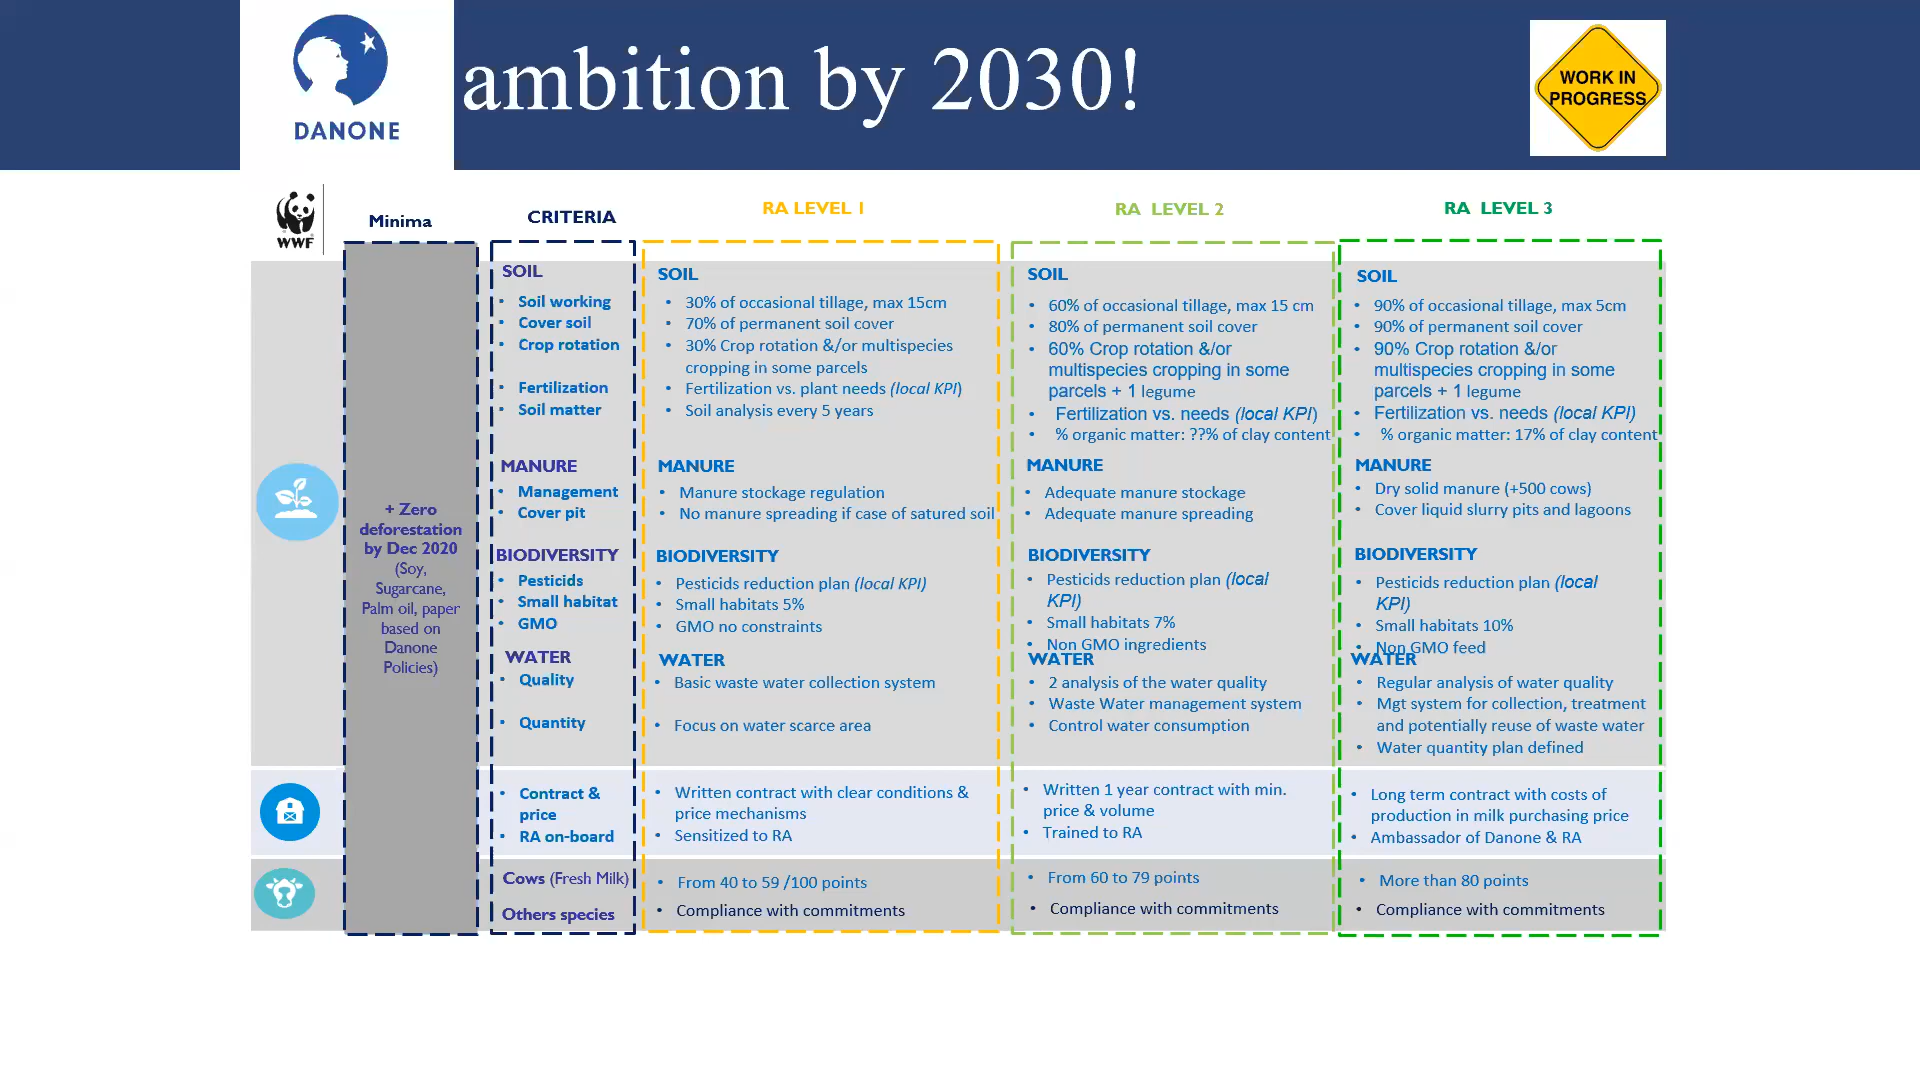 DANONE
ambition by 2030!
WORK IN
PROGRESS
WWF
Minima
CRITERIA
RA LEVEL 1
RA LEVEL 2
RA LEVEL 3
+ Zero
deforestation
by Dec 2020
(Soy,
Sugarcane,
Palm oil, paper
based on
Danone
Policies)
SOIL
• Soil working
• Cover soil
• Crop rotation
• Fertilization
• Soil matter
MANURE
• Management
• Cover pit
BIODIVERSITY
• Pesticids
• Small habitat
• GMO
WATER
• Quality
• Quantity
• Contract &
price
• RA on-board
Cows (Fresh Milk)
Others species
SOIL
• 30% of occasional tillage, max 15cm
• 70% of permanent soil cover
• 30% Crop rotation &/or multispecies
cropping in some parcels
• Fertilization vs. plant needs (local KPI)
• Soil analysis every 5 years
MANURE
• Manure stockage regulation
• No manure spreading if case of satured soil
BIODIVERSITY
• Pesticids reduction plan (local KPI)
• Small habitats 5%
• GMO no constraints
WATER
• Basic waste water collection system
• Focus on water scarce area
• Written contract with clear conditions &
price mechanisms
• Sensitized to RA
• From 40 to 59 /100 points
• Compliance with commitments
SOIL
• 60% of occasional tillage, max 15 cm
• 80% of permanent soil cover
• 60% Crop rotation &/or
multispecies cropping in some
parcels + 1 legume
• Fertilization vs. needs (local KPI)
• % organic matter: ??% of clay content
MANURE
• Adequate manure stockage
• Adequate manure spreading
BIODIVERSITY
• Pesticids reduction plan (local
KPI)
• Small habitats 7%
• Non GMO ingredients
WATER
• 2 analysis of the water quality
• Waste Water management system
• Control water consumption
• Written 1 year contract with min.
price & volume
• Trained to RA
• From 60 to 79 points
• Compliance with commitments
SOIL
• 90% of occasional tillage, max 5cm
• 90% of permanent soil cover
• 90% Crop rotation &/or
multispecies cropping in some
parcels + 1 legume
• Fertilization vs. needs (local KPI)
• % organic matter: 17% of clay content
MANURE
• Dry solid manure (+500 cows)
• Cover liquid slurry pits and lagoons
BIODIVERSITY
• Pesticids reduction plan (local
KPI)
• Small habitats 10%
• Non GMO feed
WATER
• Regular analysis of water quality
• Mgt system for collection, treatment
and potentially reuse of waste water
• Water quantity plan defined
• Long term contract with costs of
production in milk purchasing price
• Ambassador of Danone & RA
• More than 80 points
• Compliance with commitments